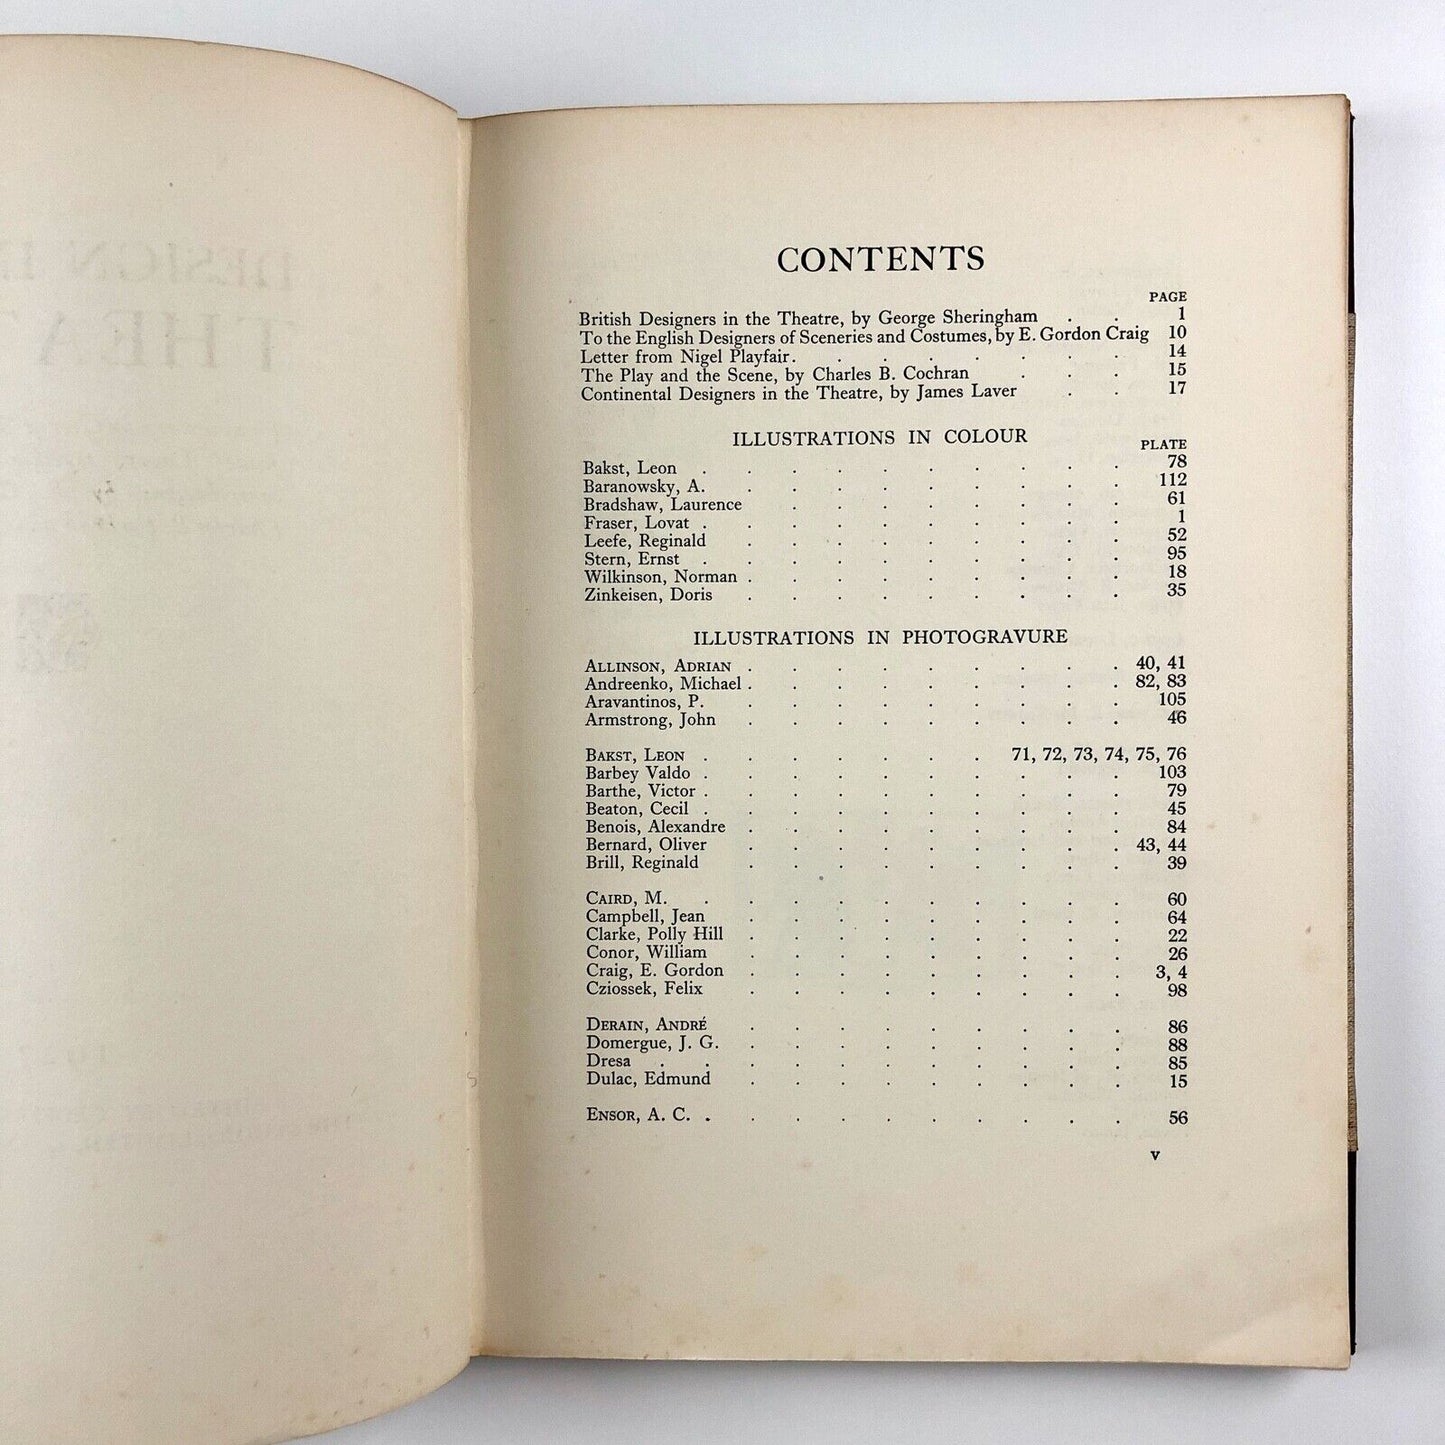 CONTENTS
PAGE
British Designers in the Theatre, by George Sheringham . . 1
To the English Designers of Sceneries and Costumes, by E. Gordon Craig 10
Letter from Nigel Playfair . . . . . . . . 14
The Play and the Scene, by Charles B. Cochran . . . 15
Continental Designers in the Theatre, by James Laver . . 17
ILLUSTRATIONS IN COLOUR
PLATE
Bakst, Leon . . . . . . . . . . 78
Baranowsky, A. . . . . . . . . . 112
Bradshaw, Laurence . . . . . . . . 61
Fraser, Lovat . . . . . . . . . . 1
Leefe, Reginald . . . . . . . . . 52
Stern, Ernst . . . . . . . . . . 95
Wilkinson, Norman . . . . . . . . . 18
Zinkeisen, Doris . . . . . . . . . 35
ILLUSTRATIONS IN PHOTOGRAVURE
ALLINSON, ADRIAN . . . . . . . . . 40, 41
Andreenko, Michael . . . . . . . . . 82, 83
Aravantinos, P. . . . . . . . . . 105
Armstrong, John . . . . . . . . . 46
BAKST, LEON . . . . . . . 71, 72, 73, 74, 75, 76
Barbey Valdo . . . . . . . . . . 103
Barthe, Victor . . . . . . . . . . 79
Beaton, Cecil . . . . . . . . . . 45
Benois, Alexandre . . . . . . . . . 84
Bernard, Oliver . . . . . . . . . 43, 44
Brill, Reginald . . . . . . . . . 39
CAIRD, M. . . . . . . . . . . 60
Campbell, Jean . . . . . . . . . 64
Clarke, Polly Hill . . . . . . . . . 22
Conor, William . . . . . . . . . 26
Craig, E. Gordon . . . . . . . . . 3, 4
Cziossek, Felix . . . . . . . . . 98
DERAIN, ANDRÉ . . . . . . . . . 86
Domergue, J. G. . . . . . . . . . 88
Dresa . . . . . . . . . . . 85
Dulac, Edmund . . . . . . . . . 15
ENSOR, A. C. . . . . . . . . . . 56
v